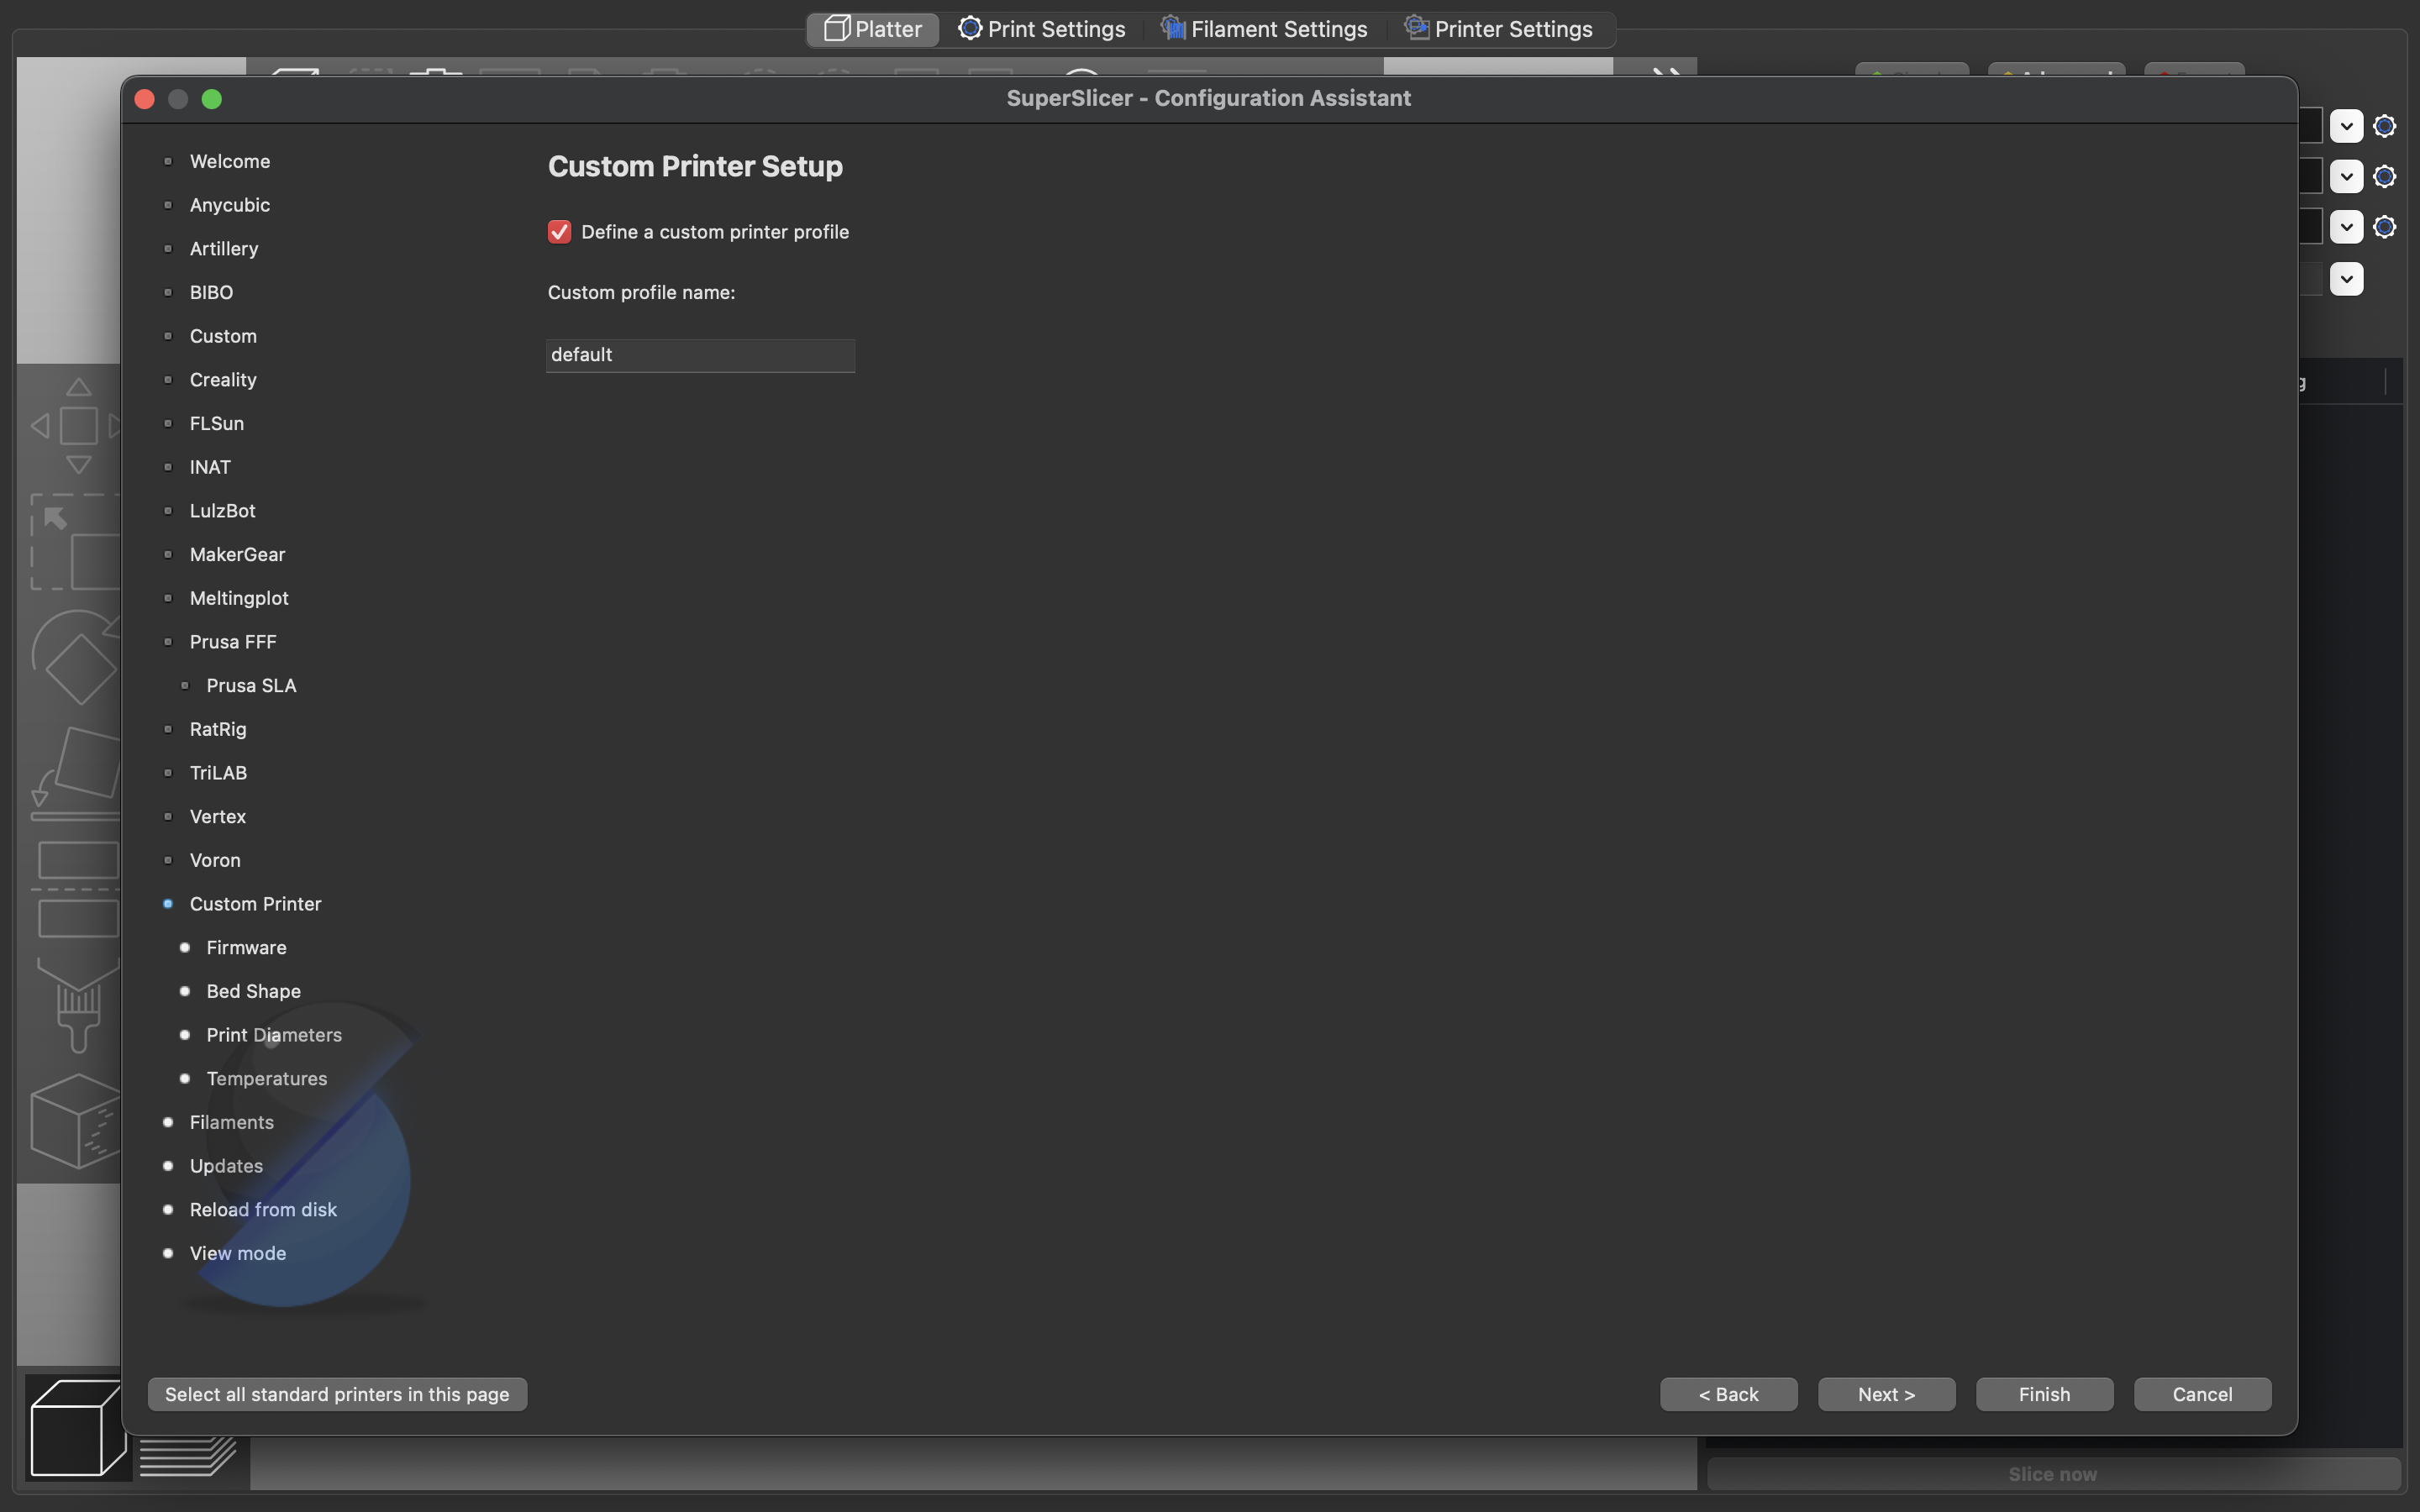 Platter
Print Settings
Filament Settings
Printer Settings
SuperSlicer - Configuration Assistant
Welcome
Anycubic
Artillery
BIBO
Custom
Creality
FLSun
INAT
LulzBot
MakerGear
Meltingplot
Prusa FFF
Prusa SLA
RatRig
TriLAB
Vertex
Voron
Custom Printer
Firmware
Bed Shape
Print Diameters
Temperatures
Filaments
Updates
Reload from disk
View mode
Custom Printer Setup
Define a custom printer profile
Custom profile name:
default
Select all standard printers in this page
< Back
Next >
Finish
Cancel
Slice now